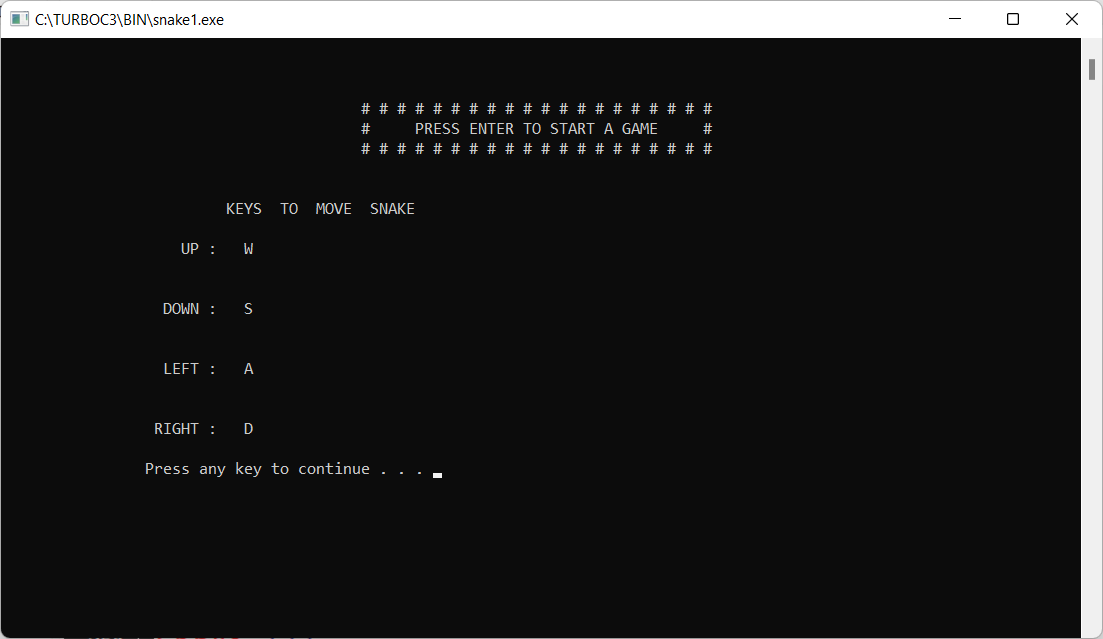 C:\TURBOC3\BIN\snake1.exe
# # # # # # # # # # # # # # # # # # # #
# PRESS ENTER TO START A GAME #
# # # # # # # # # # # # # # # # # # # #
KEYS TO MOVE SNAKE
UP : W
DOWN : S
LEFT : A
RIGHT : D
Press any key to continue . . .